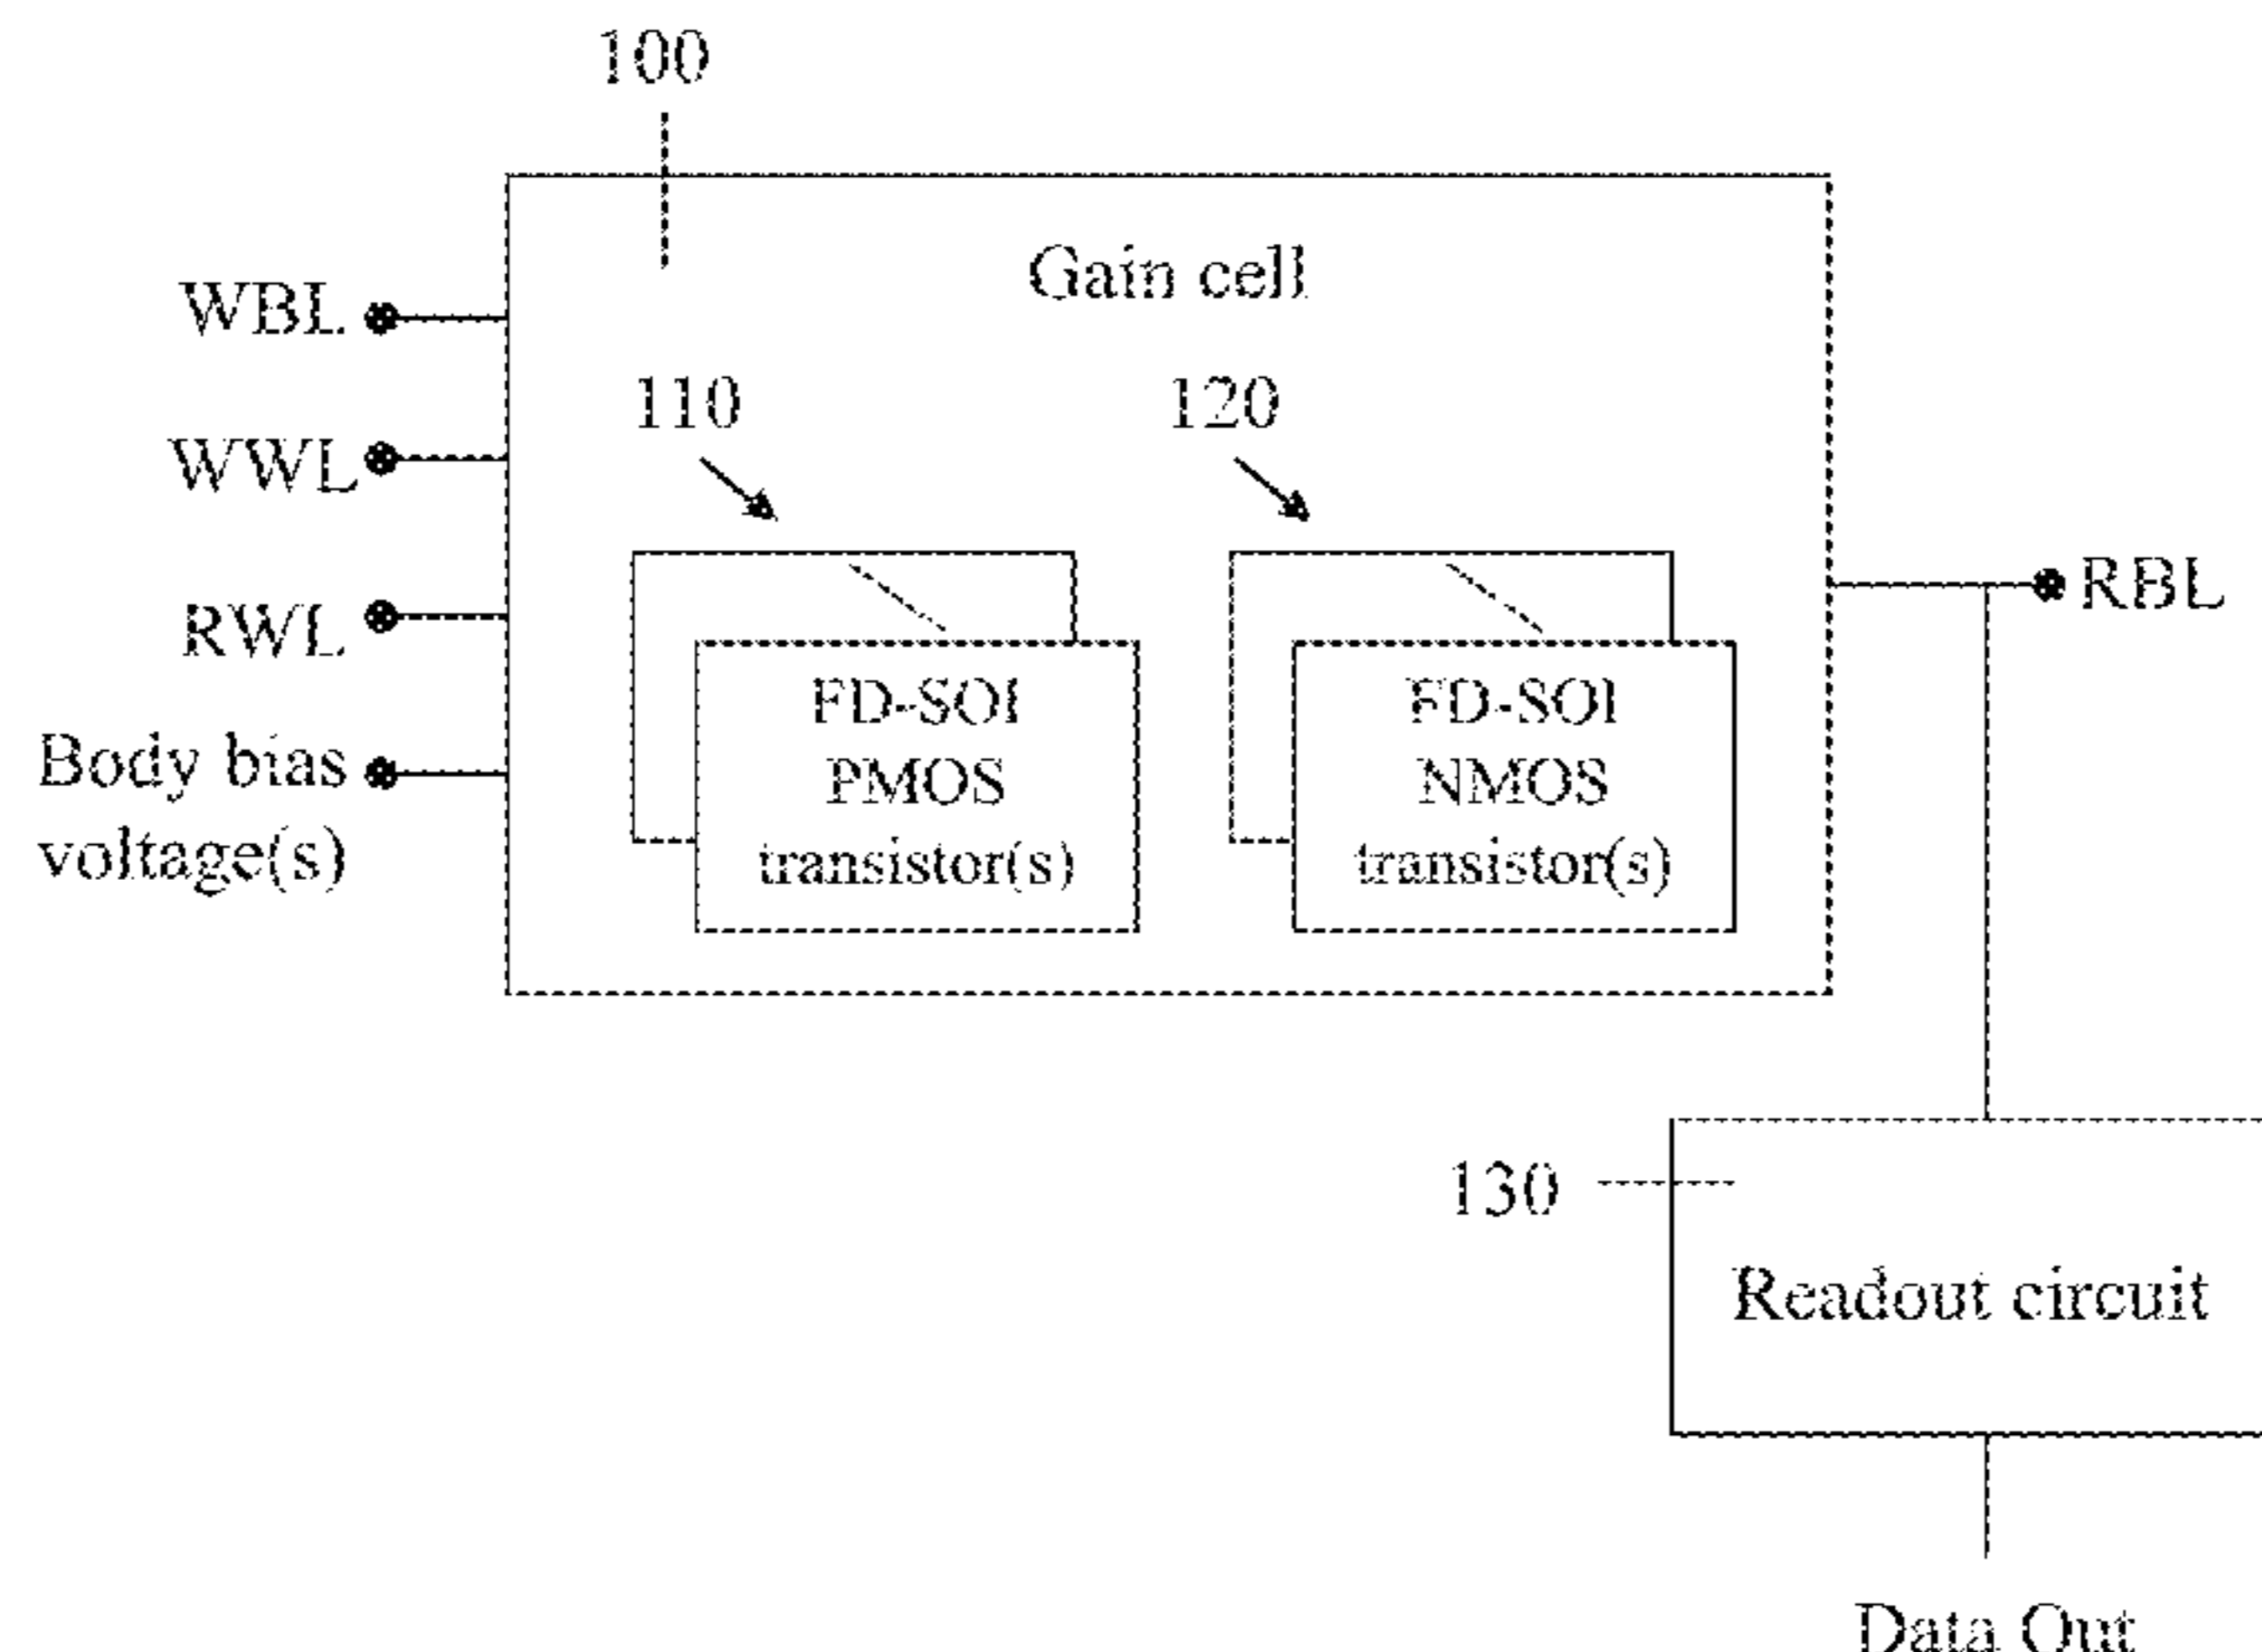 100
Gain cell
WBL
110
120
WWL
RBL
RWL
FD-SOI
PMOS
transistor(s)
FD-SOI
NMOS
transistor(s)
Body bias
voltage(s)
130
Readout circuit
Data Out